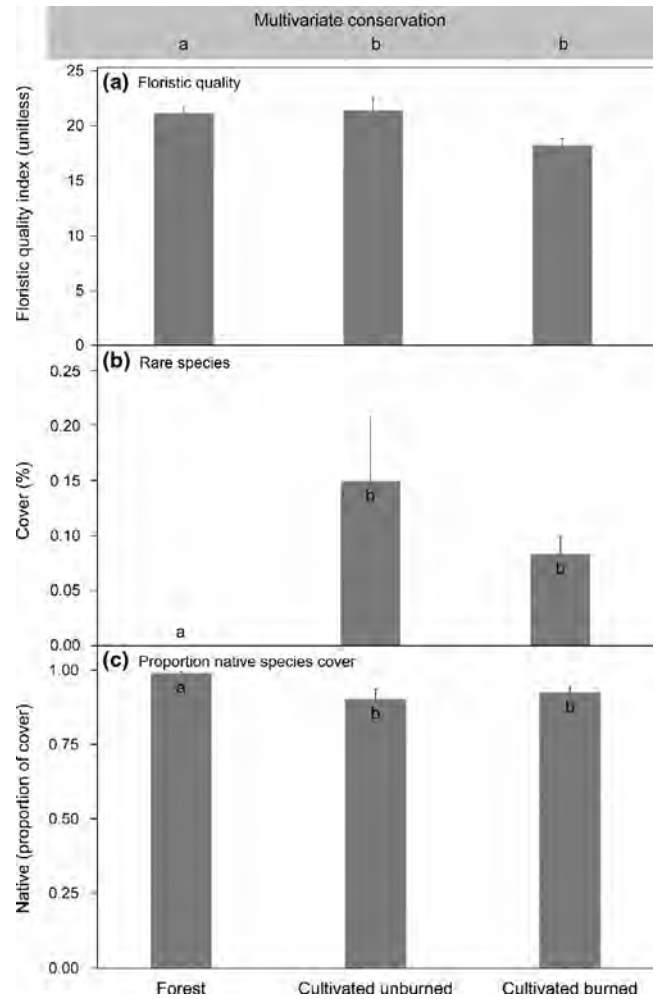 Multivariate conservation
a b b
(a) Floristic quality
25
20
15
10
5
0
Floristic quality index (unitless)
(b) Rare species
0.25
0.20
0.15
0.10
0.05
0.00
Cover (%)
a
b
b
(c) Proportion native species cover
1.00
0.75
0.50
0.25
0.00
Native (proportion of cover)
a
b
b
Forest Cultivated unburned Cultivated burned